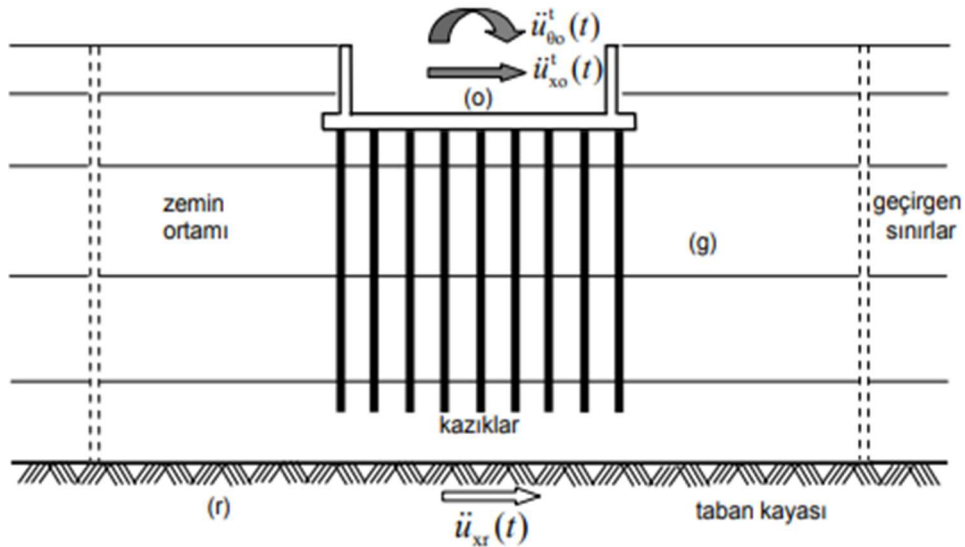 ü^t_θo(t)
ü^t_xo(t)
(o)
zemin
ortamı
geçirgen
sınırlar
(g)
kazıklar
(r)
ü_xr(t)
taban kayası